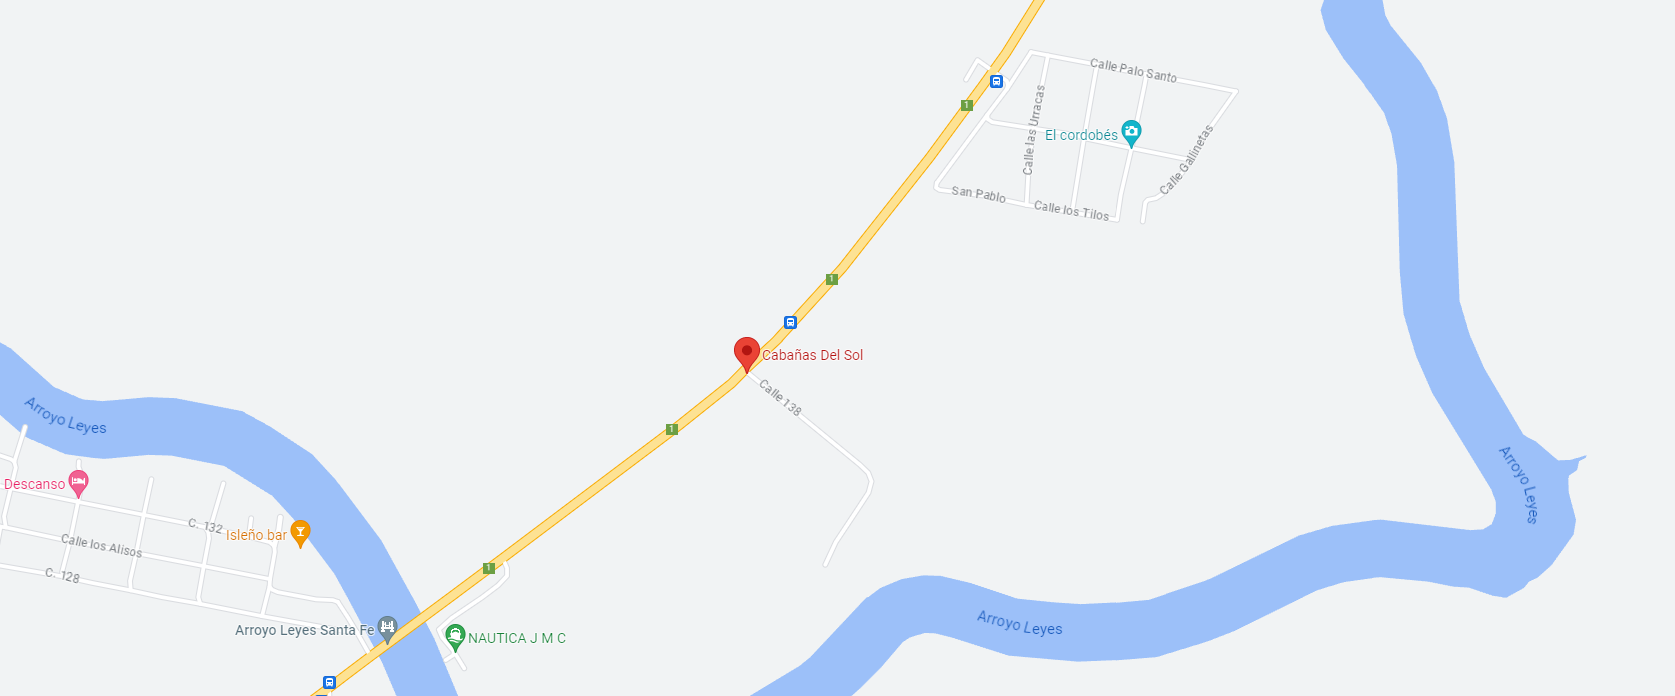 Calle Palo Santo
1
Calle las Urracas
El cordobés
Calle Gallinetas
San Pablo
Calle los Tilos
1
Cabañas Del Sol
Calle 138
Arroyo Leyes
1
Descanso
C. 132
Isleño bar
Arroyo Leyes
Calle los Alisos
C. 128
1
Arroyo Leyes Santa Fe
NAUTICA J M C
Arroyo Leyes